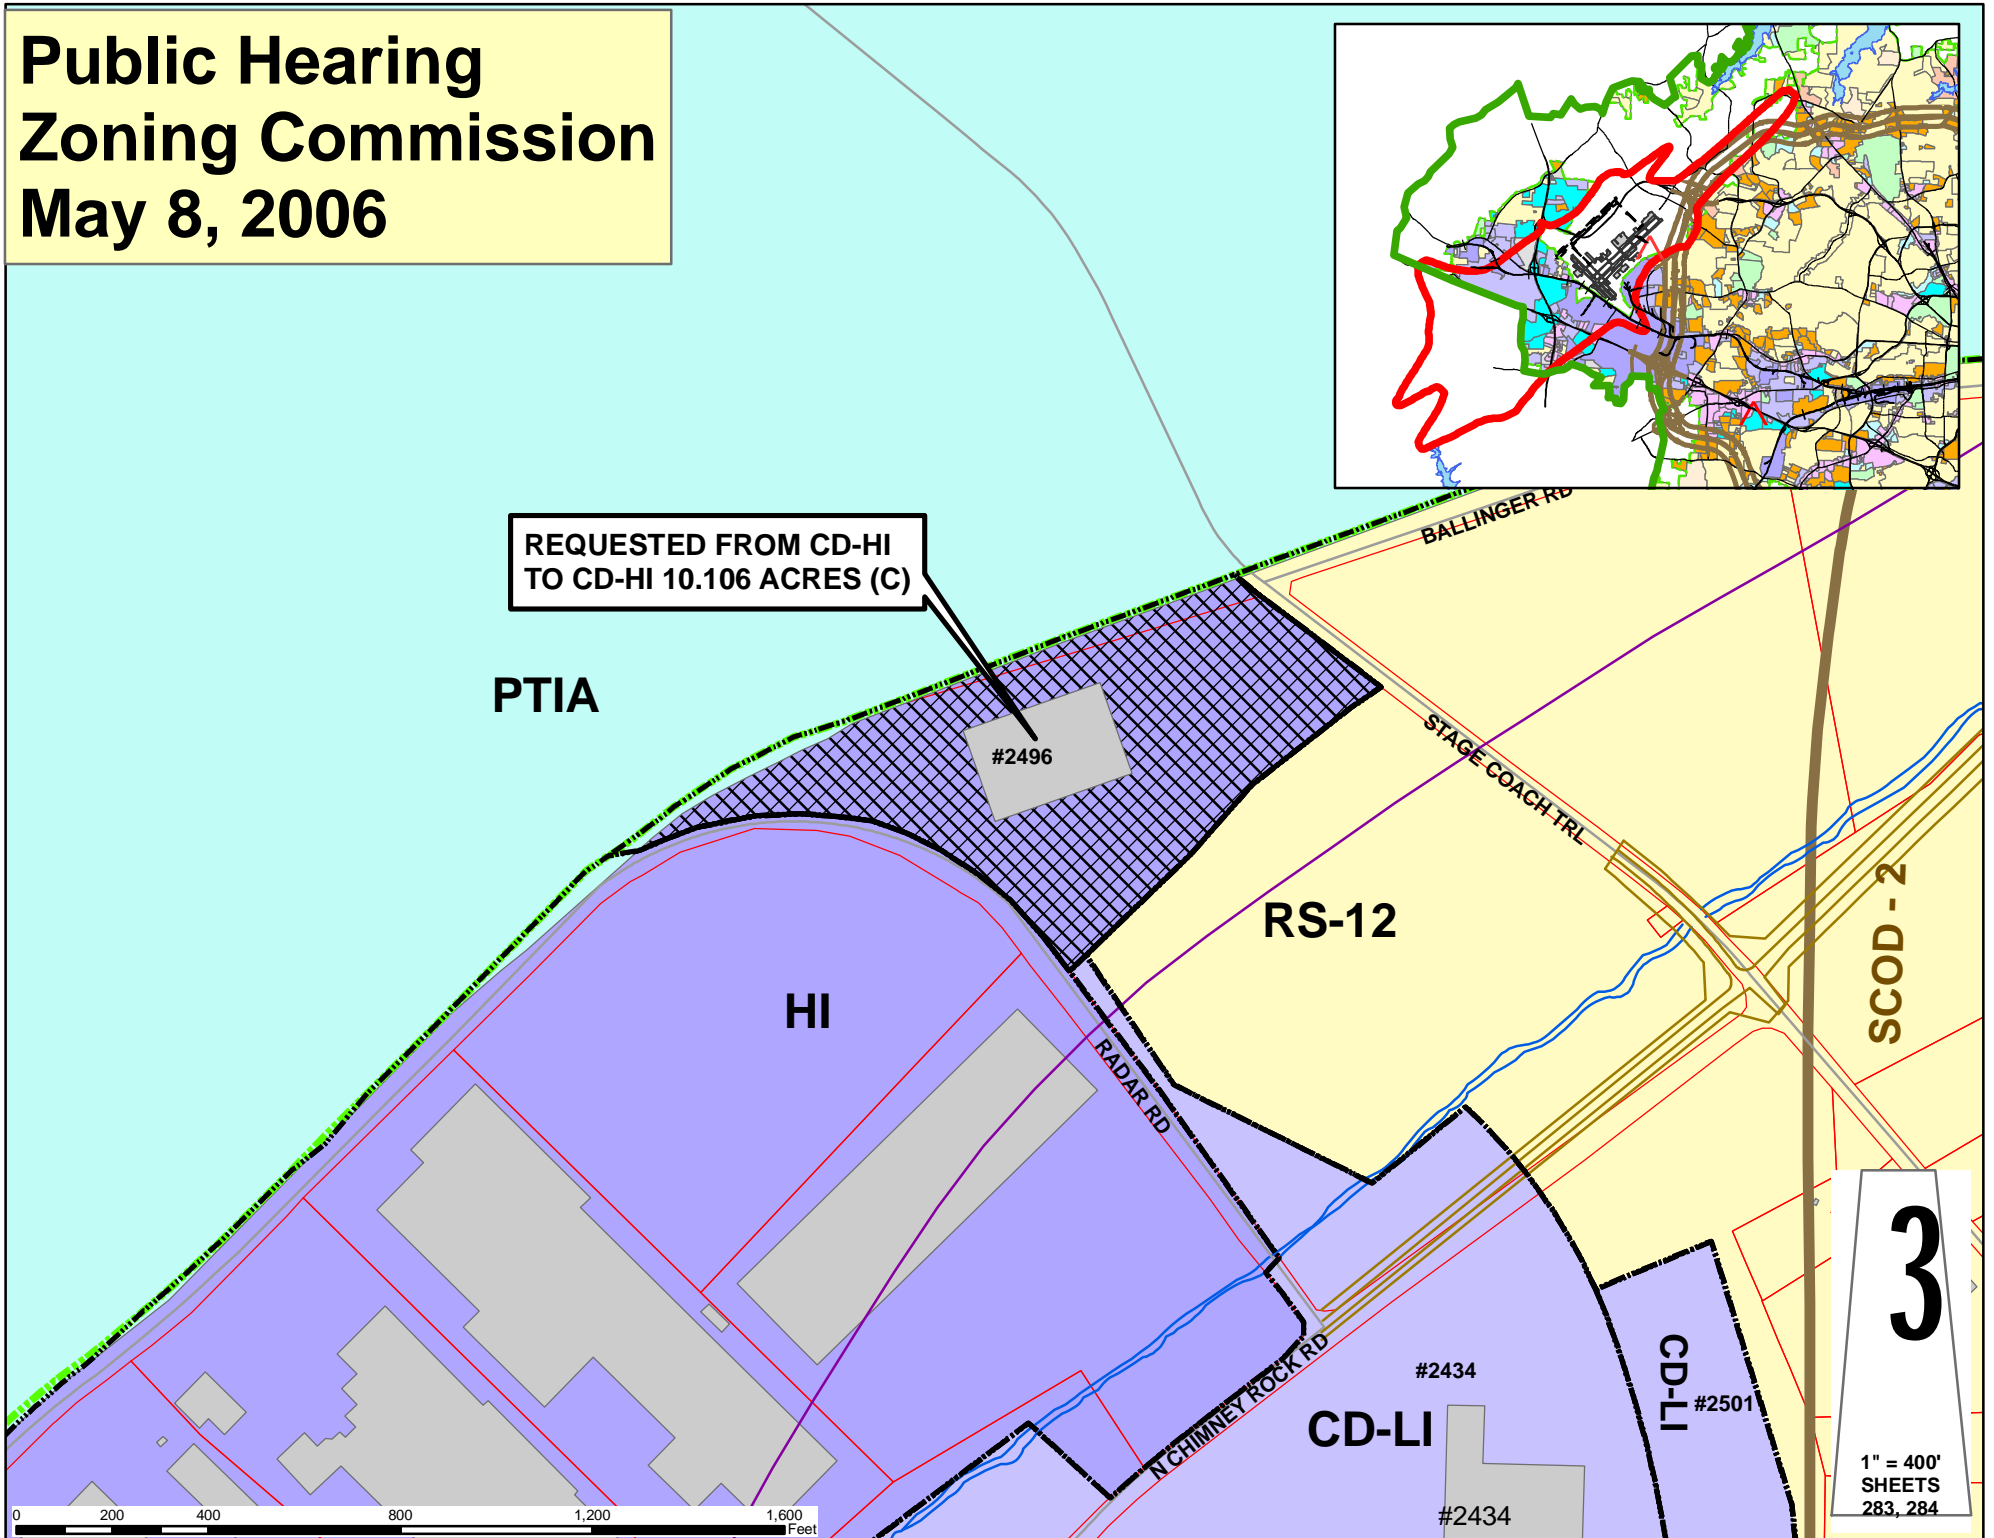 Public Hearing
Zoning Commission
May 8, 2006
BALLINGER RD
REQUESTED FROM CD-HI
TO CD-HI 10.106 ACRES (C)
PTIA
#2496
STAGE COACH TRL
RS-12
SCOD - 2
HI
RADAR RD
N CHIMNEY ROCK RD
#2434
CD-LI
CD-LI
#2501
#2434
3
1" = 400'
SHEETS
283, 284
0 200 400 800 1,200 1,600
Feet